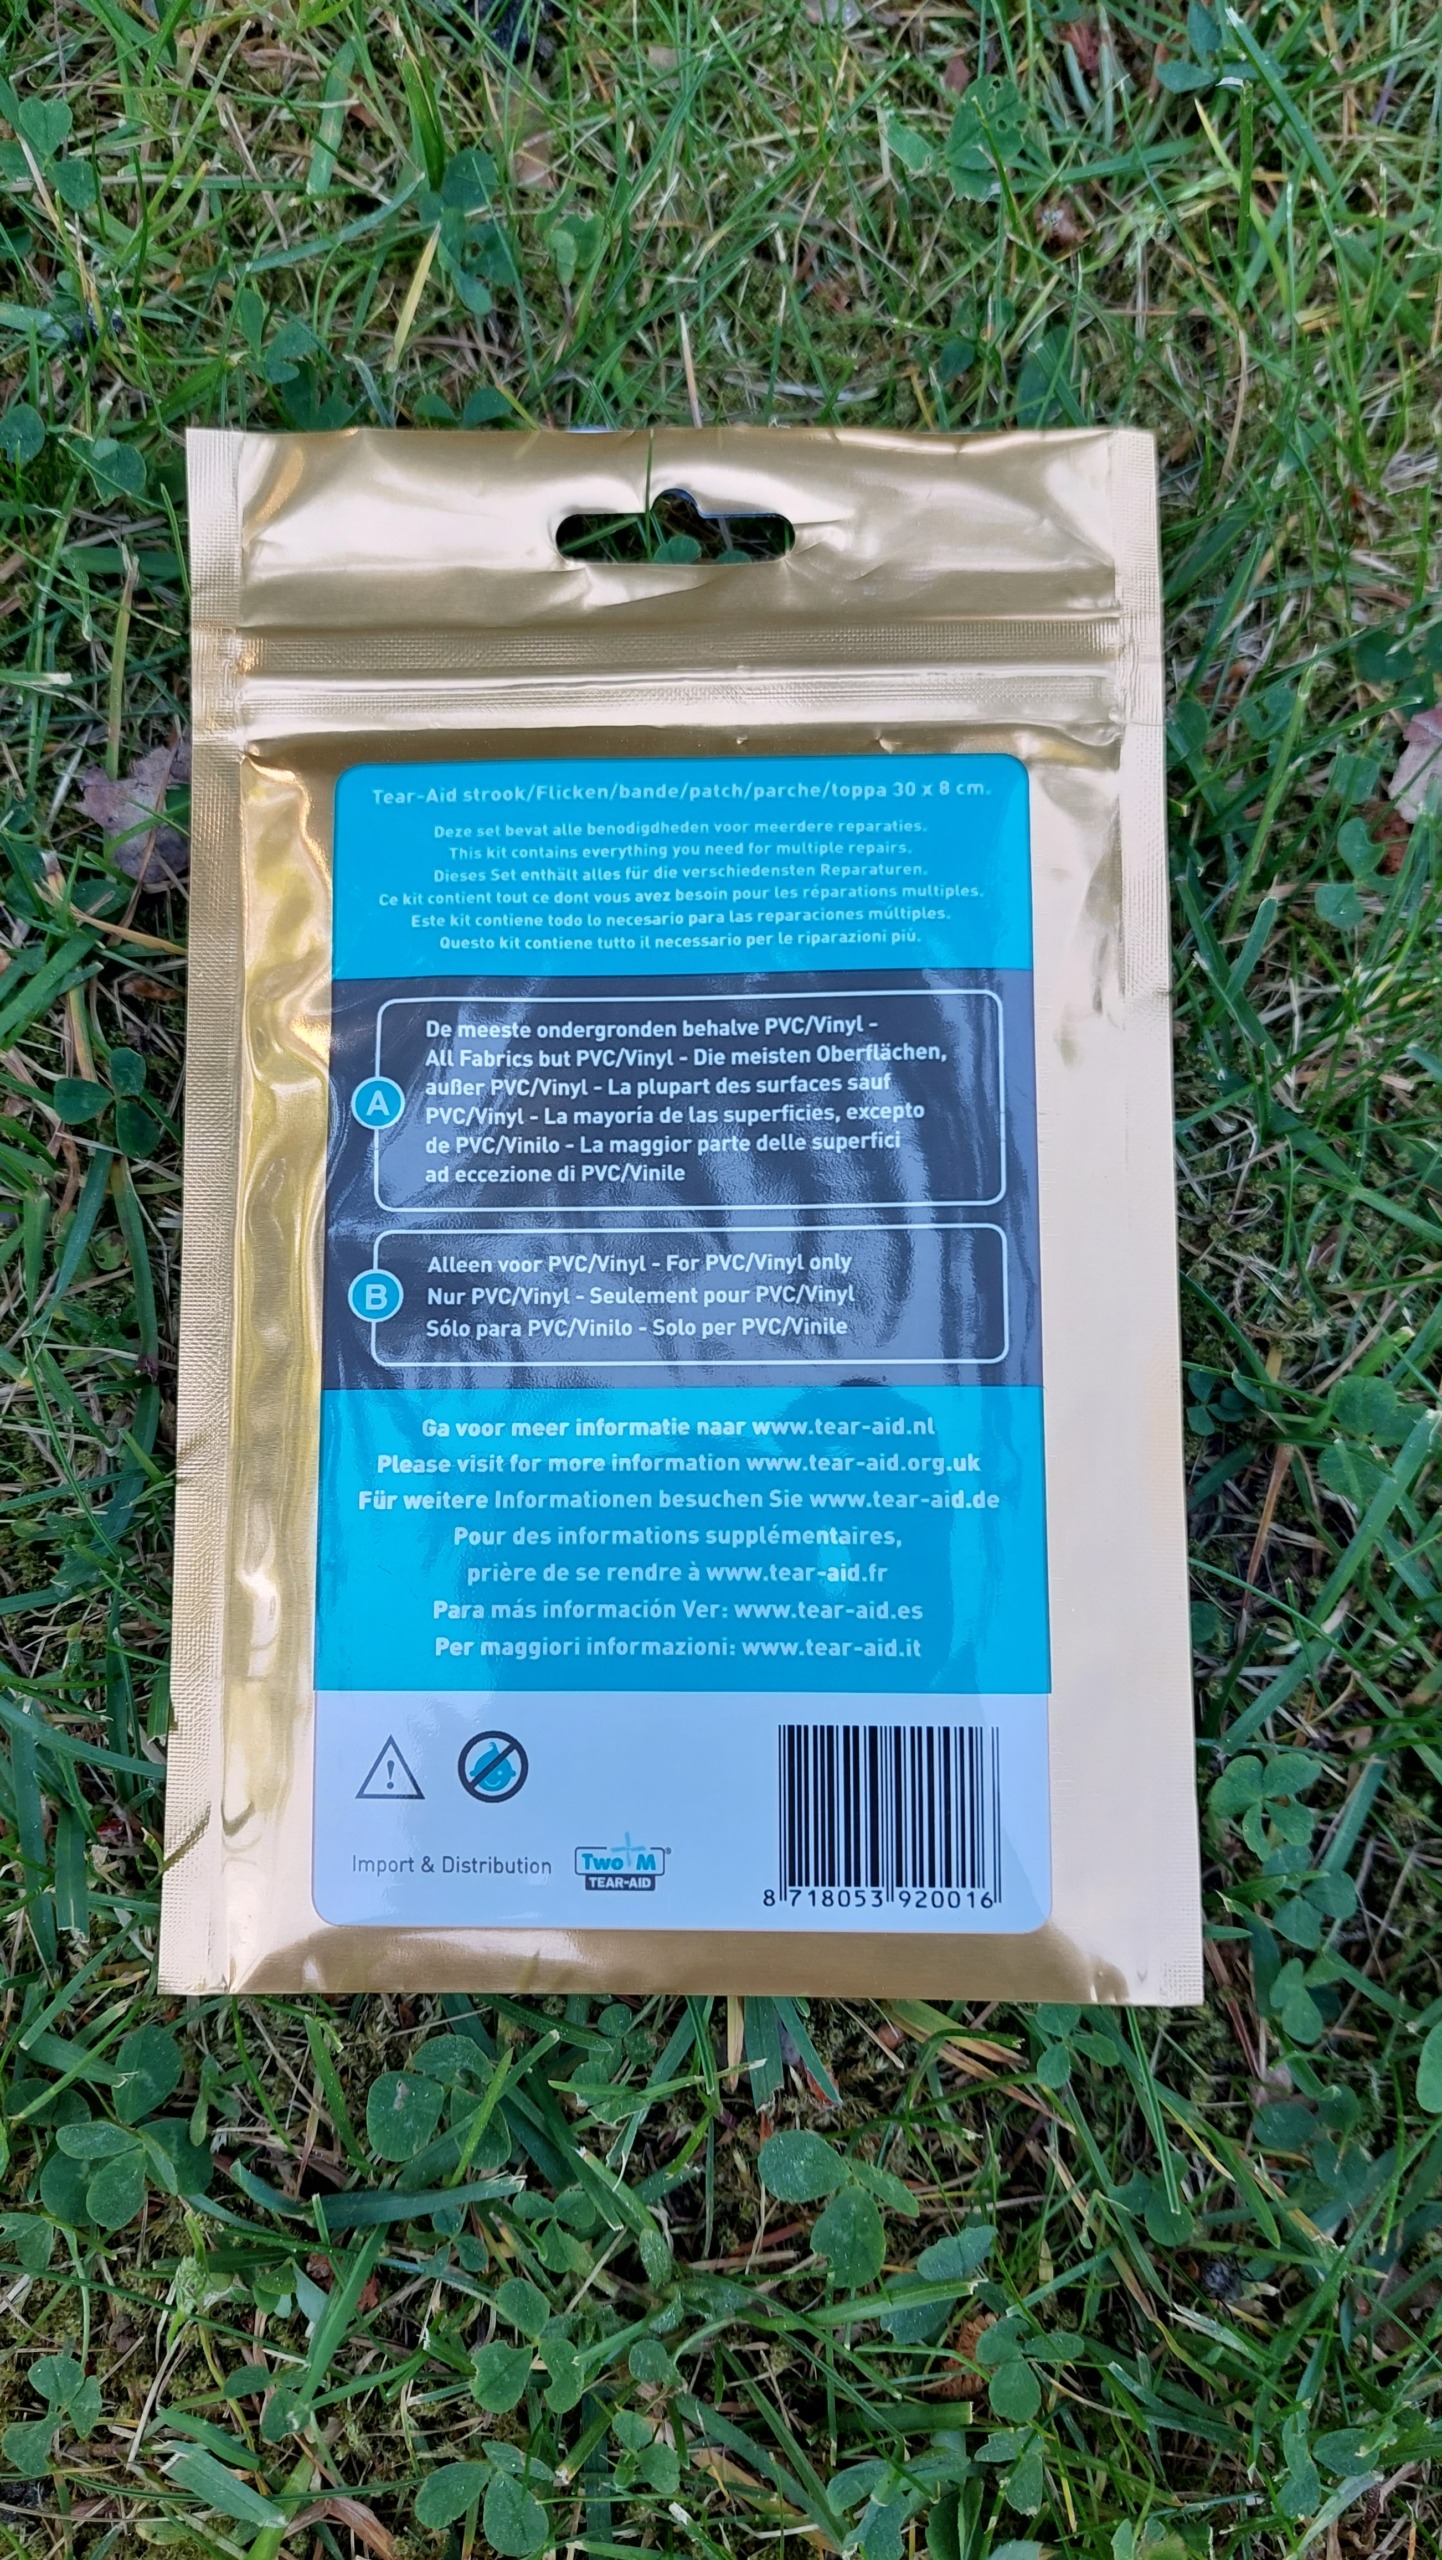 Tear-Aid strook/Flicken/bande/patch/parche/toppa 30 x 8 cm.
Deze set bevat alle benodigdheden voor meerdere reparaties.
This kit contains everything you need for multiple repairs.
Dieses Set enthält alles für die verschiedensten Reparaturen.
Ce kit contient tout ce dont vous avez besoin pour les réparations multiples.
Este kit contiene todo lo necesario para las reparaciones múltiples.
Questo kit contiene tutto il necessario per le riparazioni più.
De meeste ondergronden behalve PVC/Vinyl -
All Fabrics but PVC/Vinyl - Die meisten Oberflächen,
außer PVC/Vinyl - La plupart des surfaces sauf
A
PVC/Vinyl - La mayoría de las superficies, excepto
de PVC/Vinilo - La maggior parte delle superfici
ad eccezione di PVC/Vinile
Alleen voor PVC/Vinyl - For PVC/Vinyl only
B
Nur PVC/Vinyl - Seulement pour PVC/Vinyl
Sólo para PVC/Vinilo - Solo per PVC/Vinile
Ga voor meer informatie naar www.tear-aid.nl
Please visit for more information www.tear-aid.org.uk
Für weitere Informationen besuchen Sie www.tear-aid.de
Pour des informations supplémentaires,
prière de se rendre à www.tear-aid.fr
Para más información Ver: www.tear-aid.es
Per maggiori informazioni: www.tear-aid.it
Import & Distribution
Two M®
TEAR-AID
8 718053 920016